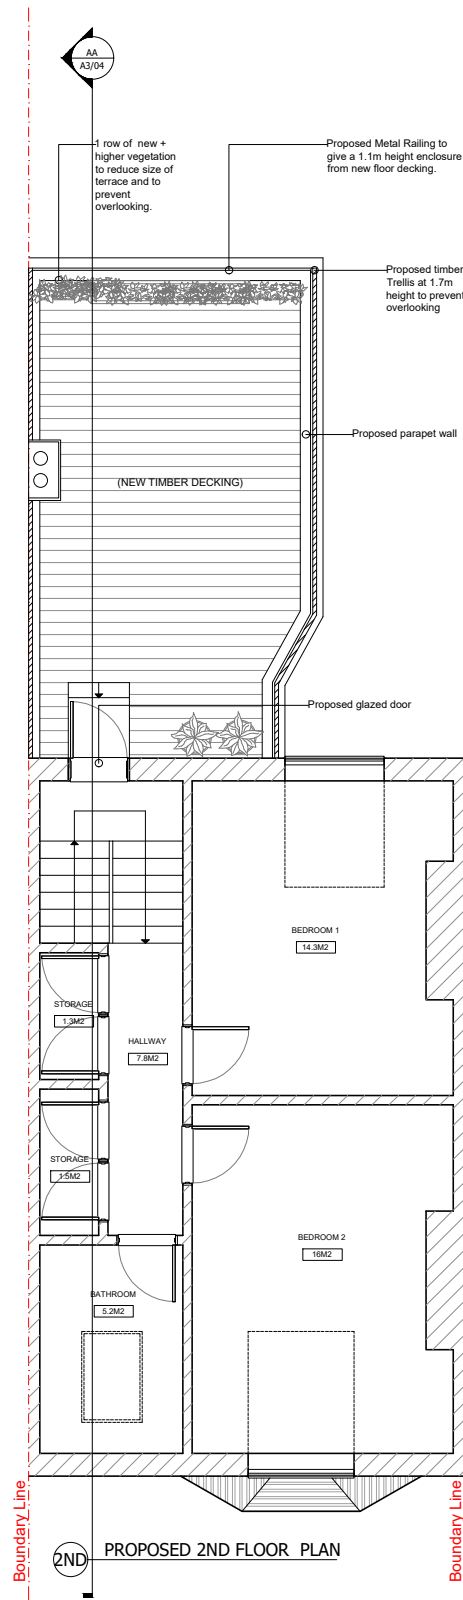 AA
A3/04
1 row of new +
higher vegetation
to reduce size of
terrace and to
prevent
overlooking.
Proposed Metal Railing to
give a 1.1m height enclosure
from new floor decking.
Proposed timber
Trellis at 1.7m
height to prevent
overlooking
Proposed parapet wall
(NEW TIMBER DECKING)
Proposed glazed door
BEDROOM 1
14.3M2
STORAGE
1.3M2
HALLWAY
7.8M2
STORAGE
1.5M2
BEDROOM 2
16M2
BATHROOM
5.2M2
Boundary Line
Boundary Line
2ND
PROPOSED 2ND FLOOR PLAN